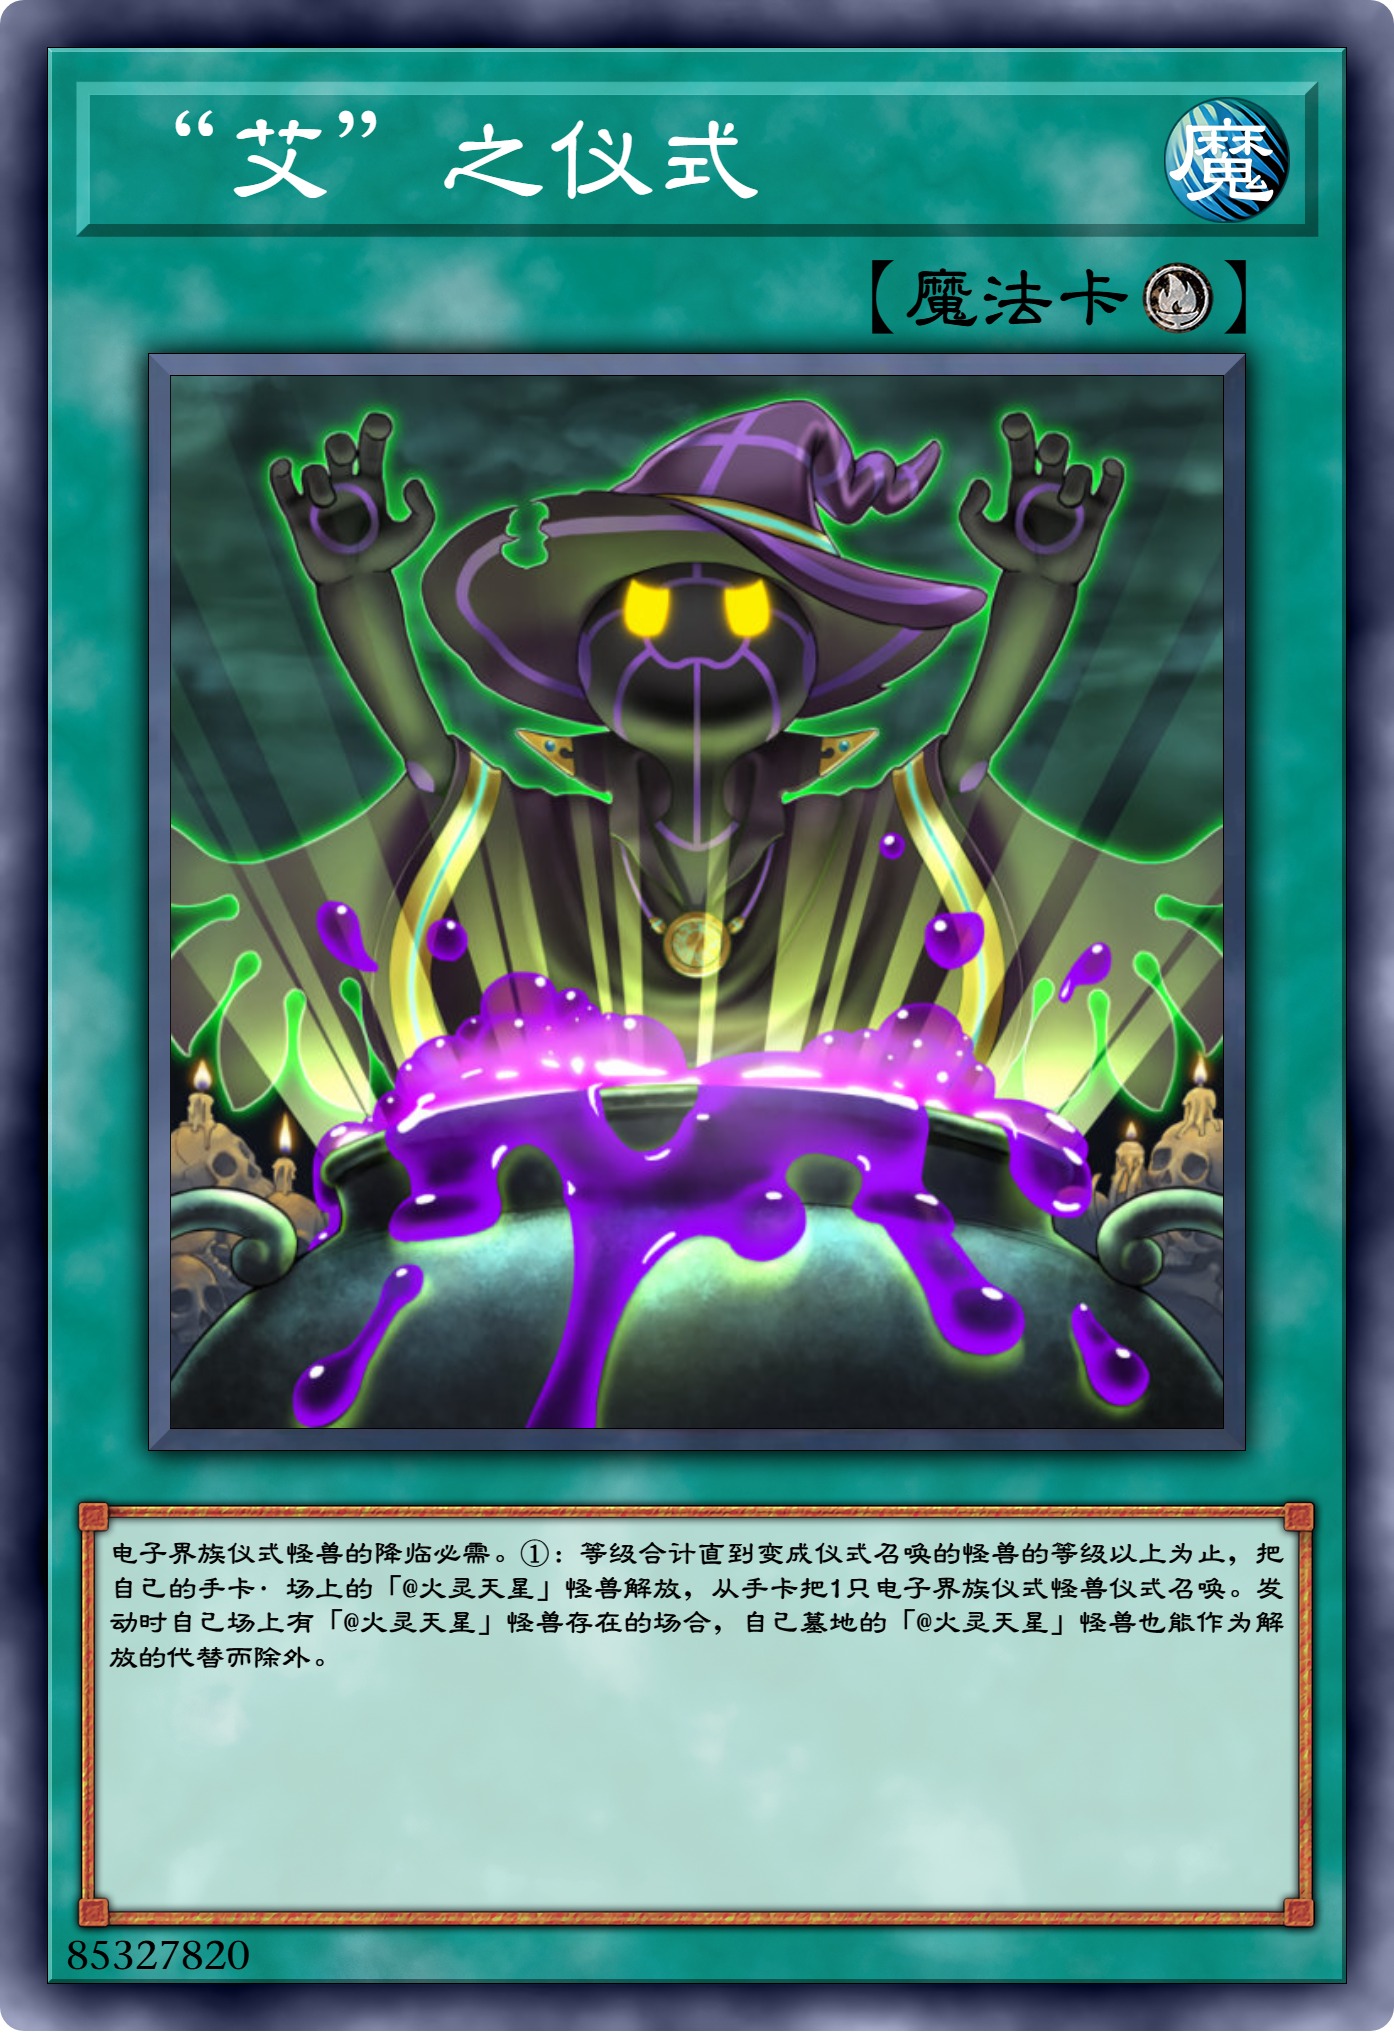 “艾”之仪式
魔
【魔法卡】
电子界族仪式怪兽的降临必需。①：等级合计直到变成仪式召唤的怪兽的等级以上为止，把
自己的手卡·场上的「@火灵天星」怪兽解放，从手卡把1只电子界族仪式怪兽仪式召唤。发
动时自己场上有「@火灵天星」怪兽存在的场合，自己墓地的「@火灵天星」怪兽也能作为解
放的代替而除外。
85327820